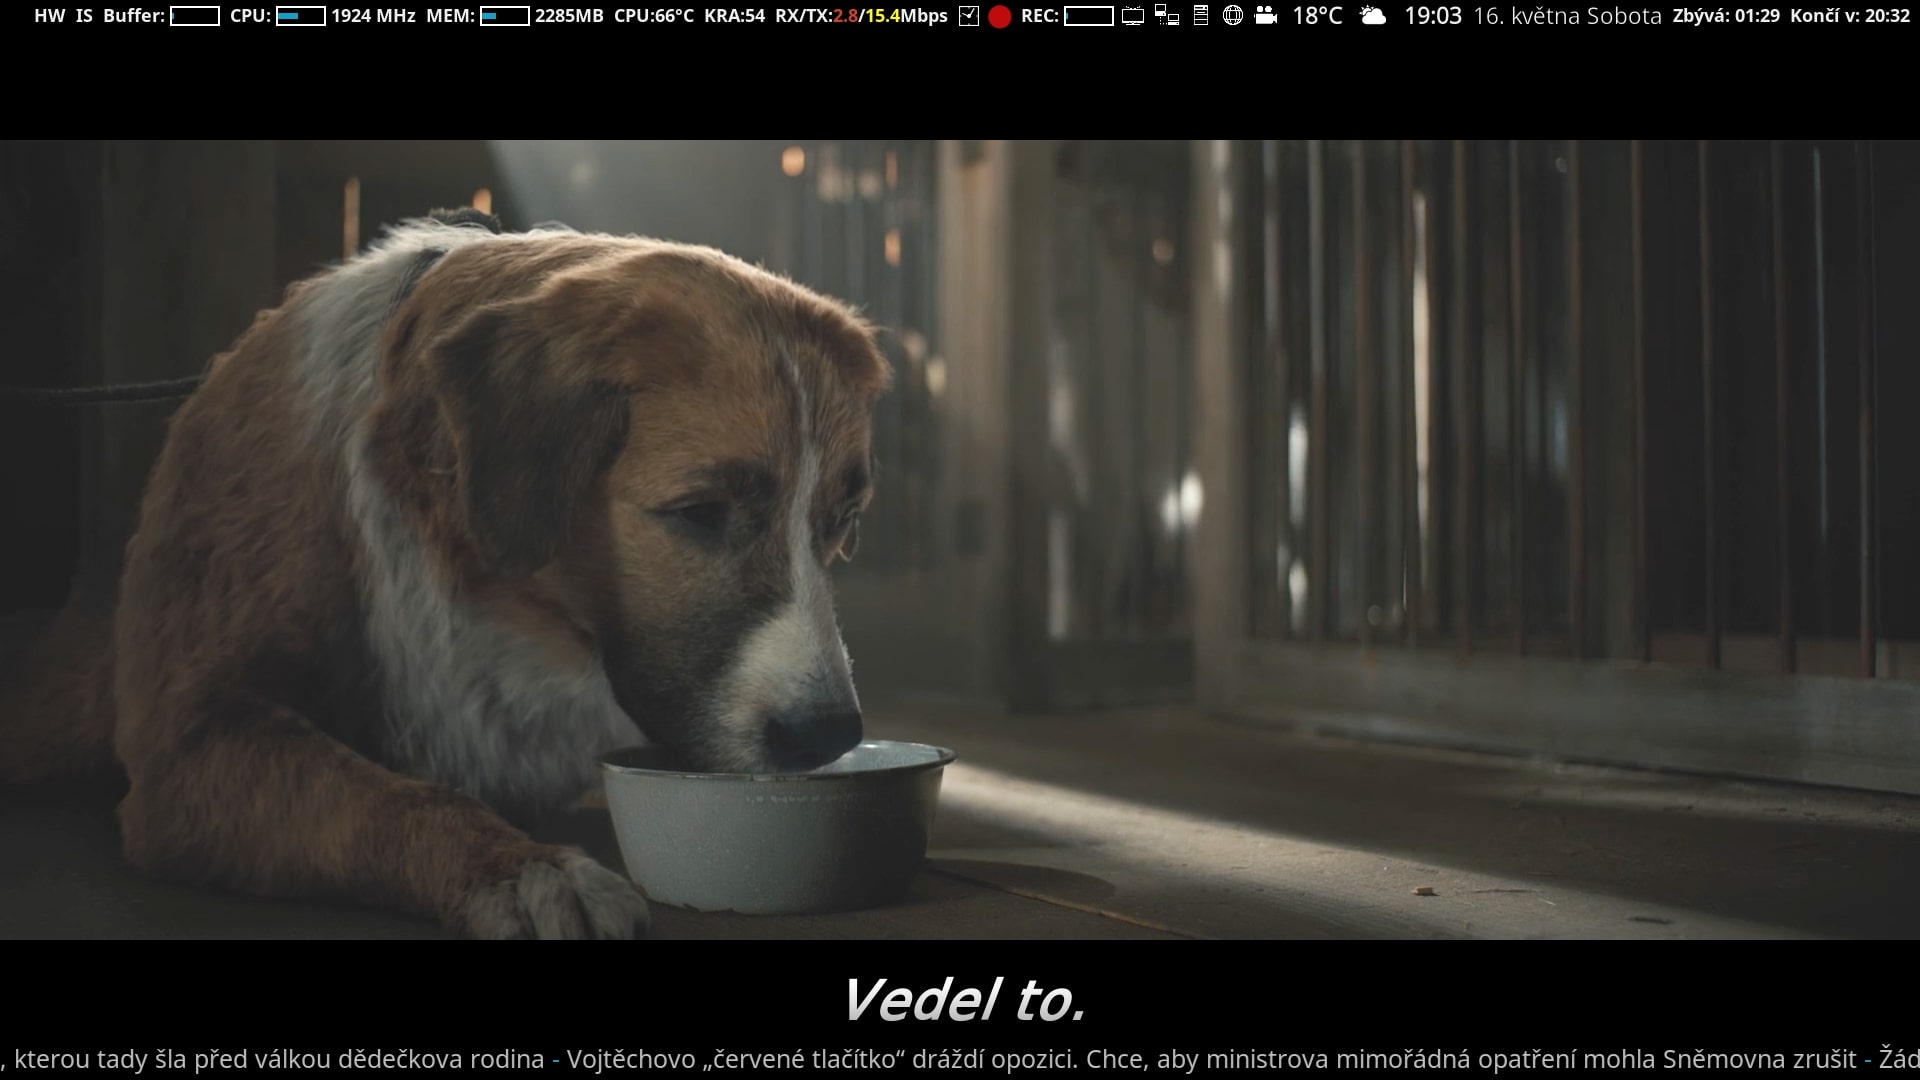 HW IS Buffer: CPU: 1924 MHz MEM: 2285MB CPU:66°C KRA:54 RX/TX:2.8/15.4Mbps REC: 18°C 19:03 16. května Sobota Zbývá: 01:29 Končí v: 20:32
Vedel to.
, kterou tady šla před válkou dědečkova rodina - Vojtěchovo „červené tlačítko“ dráždí opozici. Chce, aby ministrova mimořádná opatření mohla Sněmovna zrušit - Žád